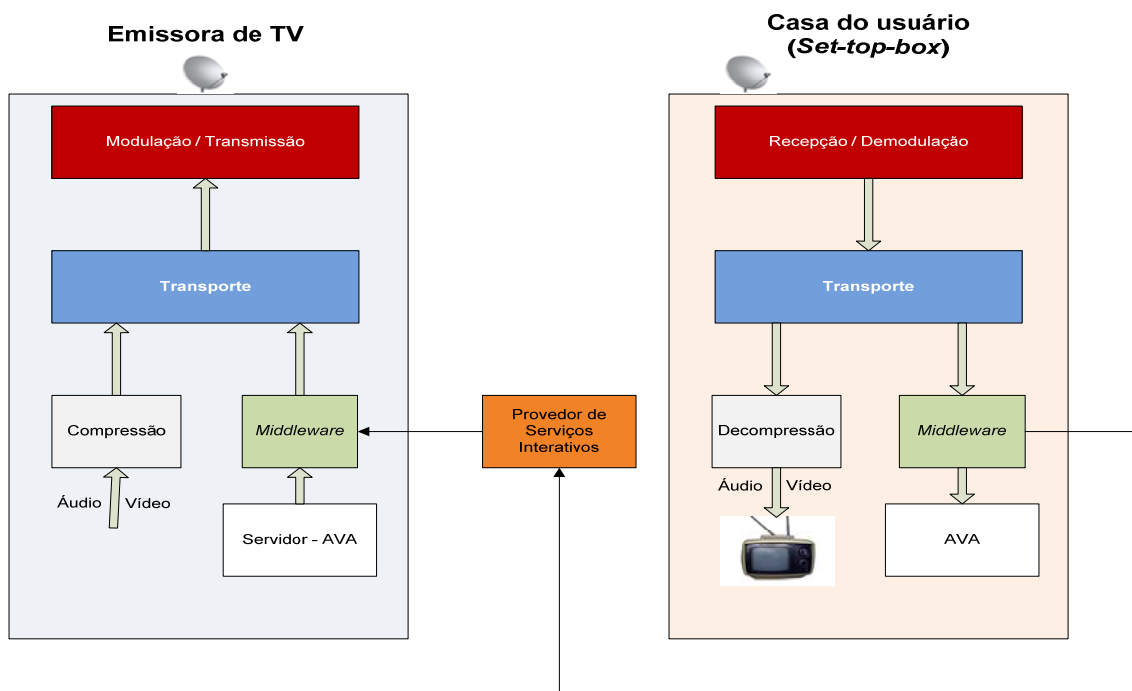 Emissora de TV
Modulação / Transmissão
Transporte
Compressão
Middleware
Áudio
Vídeo
Servidor - AVA
Provedor de
Serviços
Interativos
Casa do usuário
(Set-top-box)
Recepção / Demodulação
Transporte
Decompressão
Middleware
Áudio
Vídeo
AVA